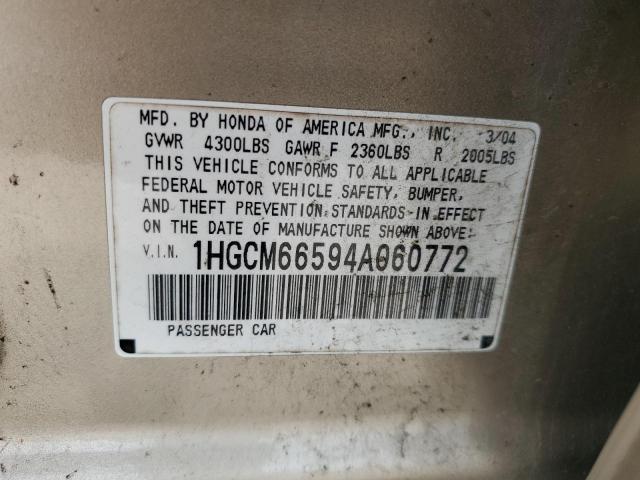 MFD. BY HONDA OF AMERICA MFG., INC. 3/04
GVWR 4300LBS GAWR F 2360LBS R 2005LBS
THIS VEHICLE CONFORMS TO ALL APPLICABLE
FEDERAL MOTOR VEHICLE SAFETY, BUMPER,
AND THEFT PREVENTION STANDARDS IN EFFECT
ON THE DATE OF MANUFACTURE SHOWN ABOVE.
V.I.N. 1HGCM66594A060772
PASSENGER CAR